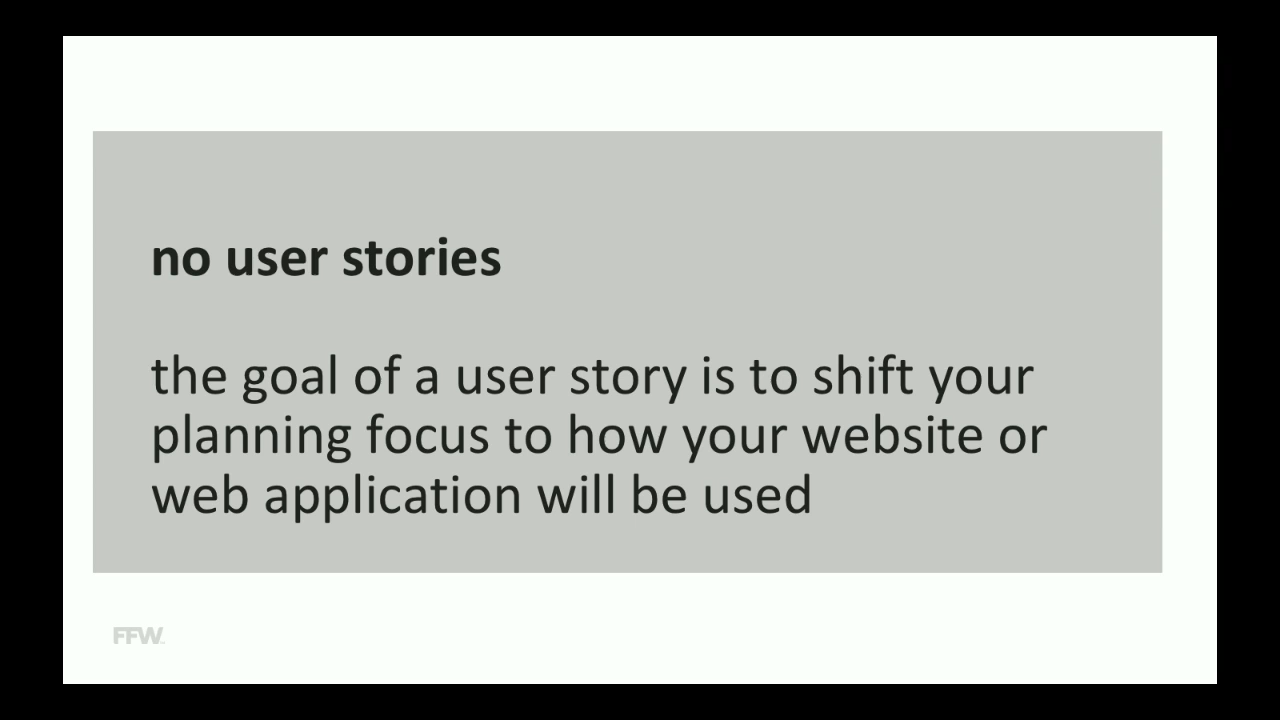 no user stories
the goal of a user story is to shift your
planning focus to how your website or
web application will be used
FFW